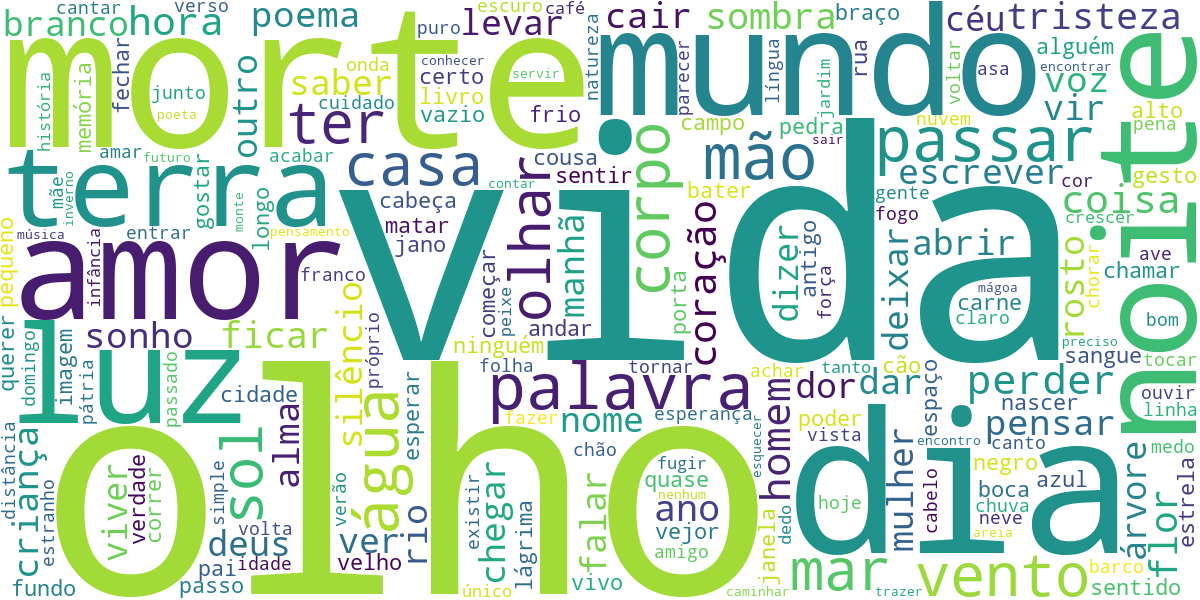 cantar verso escuro café
branco hora poema puro levar cair sombra braço céu tristeza
morte mundo noite
saber conhecer onda certo servir natureza parecer língua rua voltar alguém encontrar
história memória fechar junto outro poeta cuidado livro vazio frio ter jardim asa voz
amar futuro acabar campo pedra sair nuvem vir alto pena
terra casa cousa sentir corpo mão passar
mãe inverno gostar longo monte contar bater escrever gente cor gesto
cabeça olhar manhã coração dizer antigo fogo coisa crescer
música entrar pensamento matar jano vida força abrir ave
pequeno amor infância franco começar peixe porta deixar rosto chorar chamar
mágoa carne claro bom
sonho ficar silêncio próprio andar ninguém preciso
querer domingo imagem pátria luz passado folha tornar achar tanto cão sangue tocar
cidade água esperar palavra dor dar espaço perder ouvir linha
alma fazer nome esperança esquecer homem poder vista mulher nascer pensar
distância criança estranho olho sol chão encontro canto medo
viver verdade correr simple verão existir chegar fugir quase nenhum dia negro azul árvore
volta ver rio lágrima falar ano hoje cabelo boca chuva neve flor estrela
deus vejor amigo janela dedo areia
pai idade velho
fundo passo único vivo caminhar mar trazer vento barco sentido